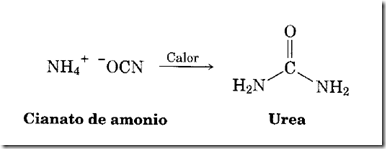 O
NH₄⁺ ⁻OCN Calor C
H₂N NH₂
Cianato de amonio Urea